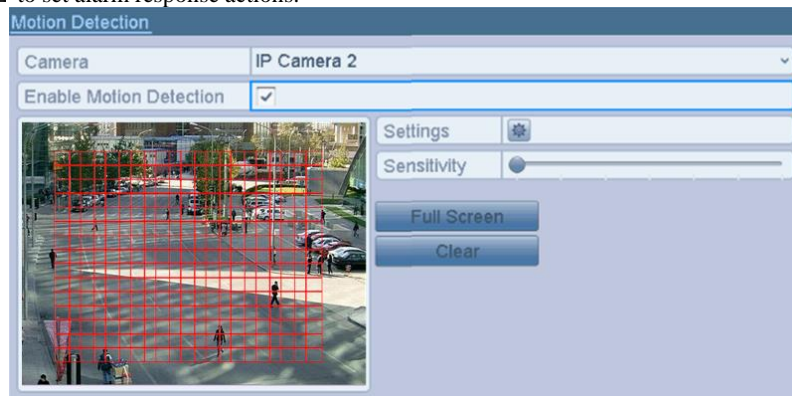 to set alarm response actions.
Motion Detection
Camera IP Camera 2
Enable Motion Detection
Settings
Sensitivity
Full Screen
Clear